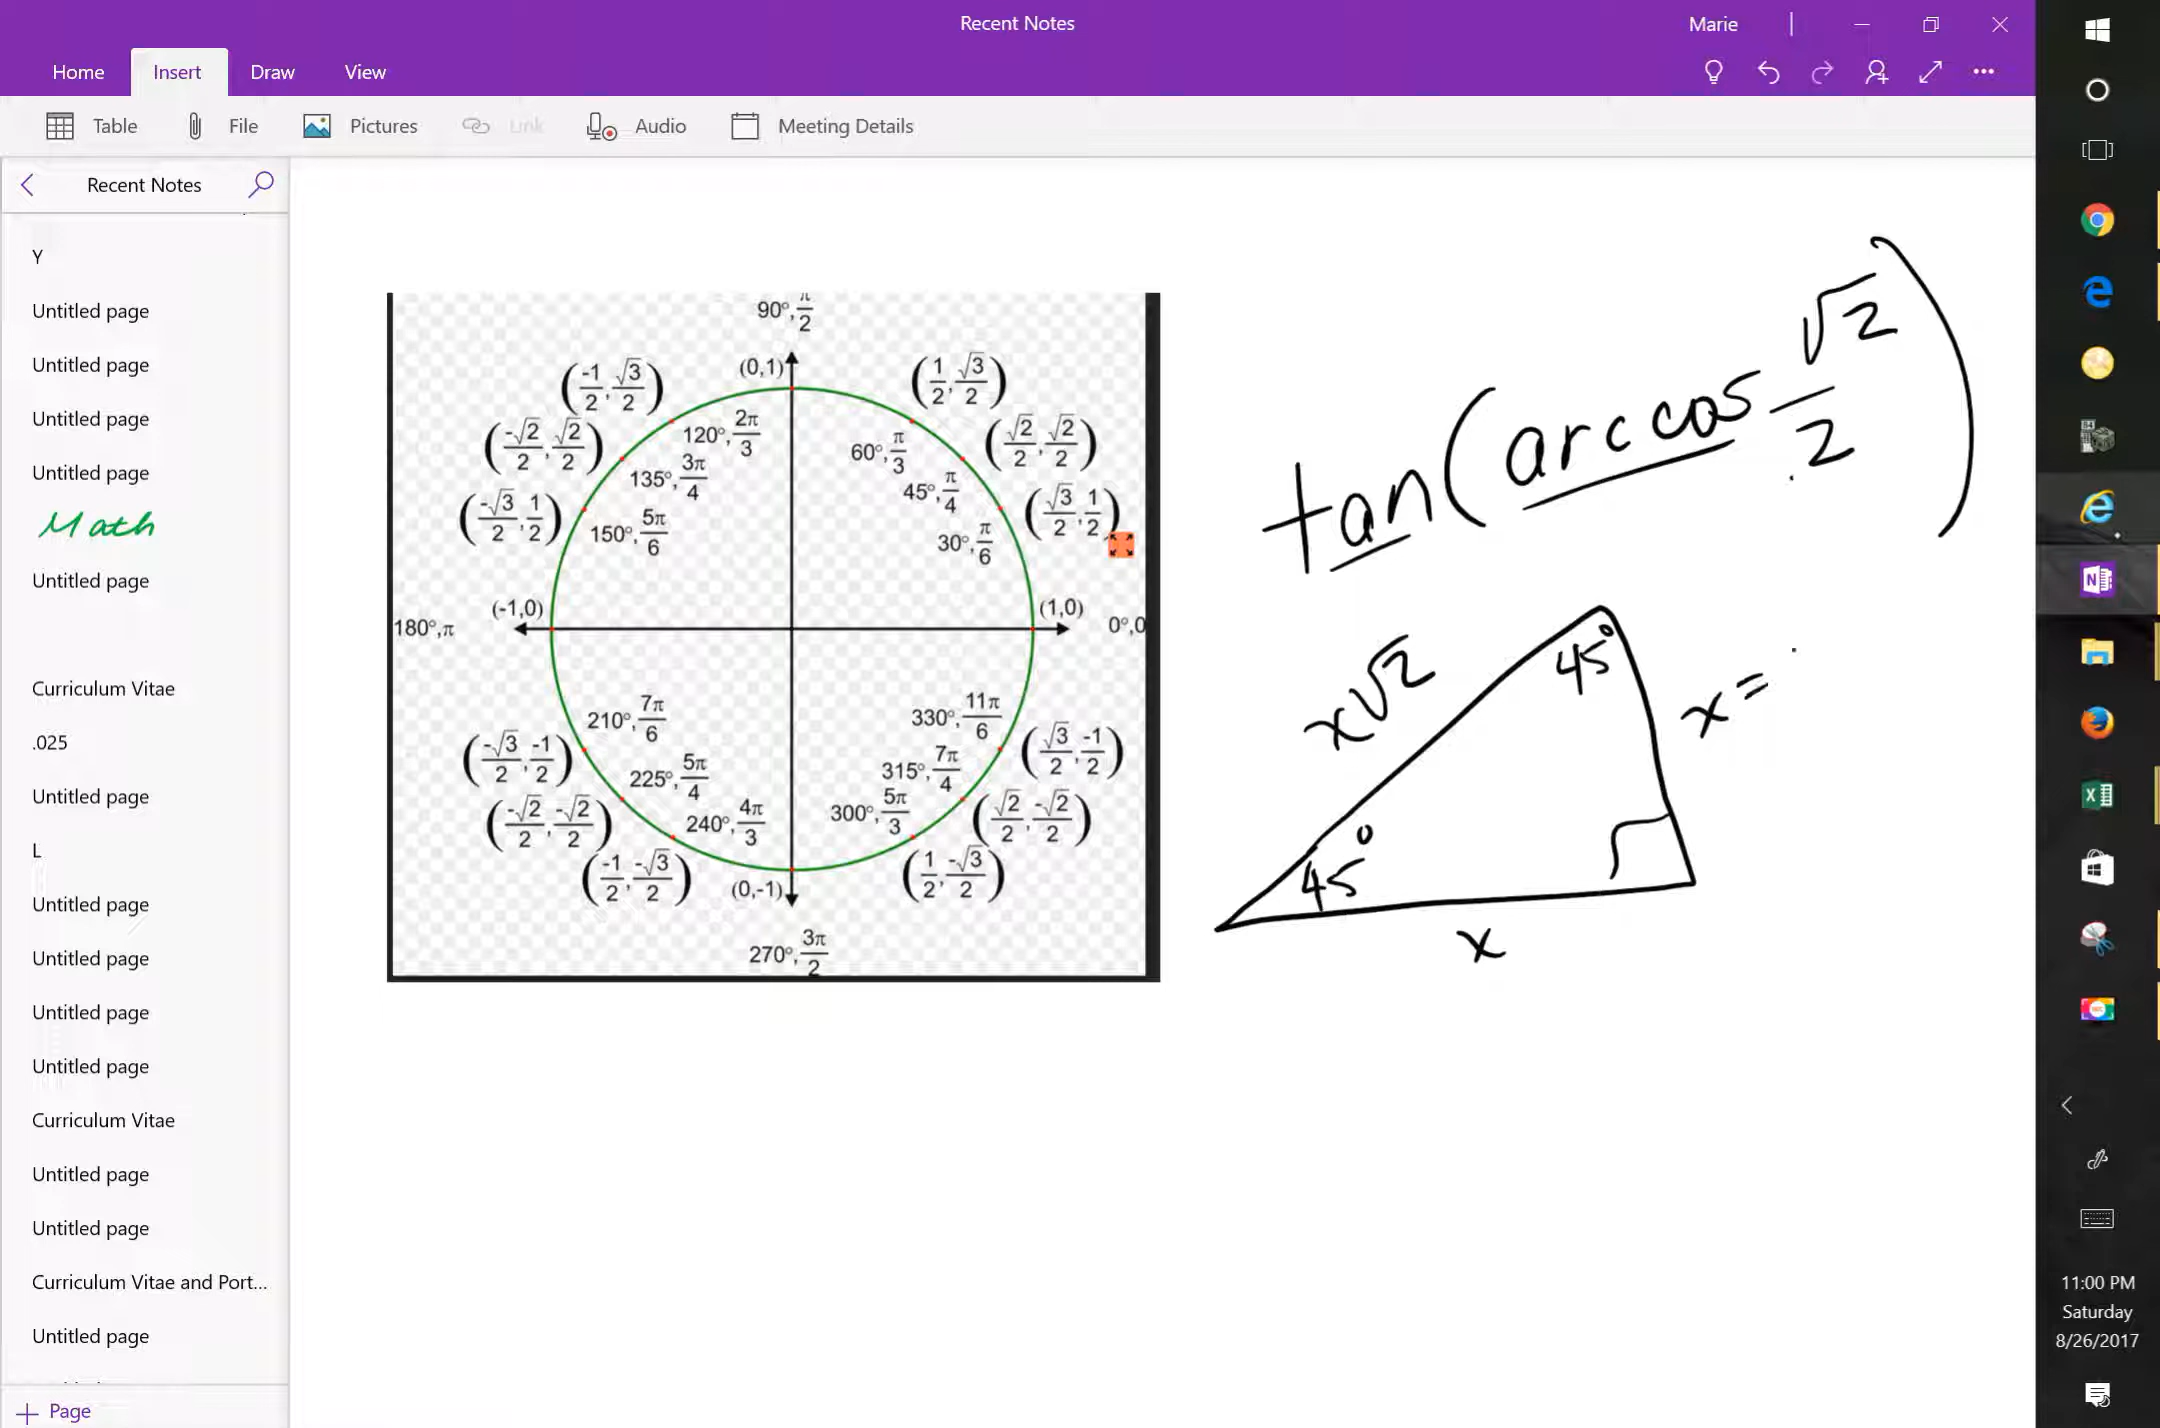 Recent Notes
Marie
Home Insert Draw View
Table File Pictures Link Audio Meeting Details
Recent Notes
Y
Untitled page
Untitled page
Untitled page
Untitled page
Math
Untitled page
Curriculum Vitae
.025
Untitled page
L
Untitled page
Untitled page
Untitled page
Untitled page
Curriculum Vitae
Untitled page
Untitled page
Curriculum Vitae and Port...
Untitled page
Page
90°, π/2
(0,1)
(-1/2, √3/2)
120°, 2π/3
(-√2/2, √2/2)
135°, 3π/4
(-√3/2, 1/2)
150°, 5π/6
(1/2, √3/2)
60°, π/3
(√2/2, √2/2)
45°, π/4
(√3/2, 1/2)
30°, π/6
(-1,0)
180°, π
(1,0)
0°,0
210°, 7π/6
(-√3/2, -1/2)
225°, 5π/4
(-√2/2, -√2/2)
240°, 4π/3
(-1/2, -√3/2)
330°, 11π/6
(√3/2, -1/2)
315°, 7π/4
(√2/2, -√2/2)
300°, 5π/3
(1/2, -√3/2)
(0,-1)
270°, 3π/2
tan(arccos √2/2)
45°
x√2
x =
45°
x
11:00 PM
Saturday
8/26/2017